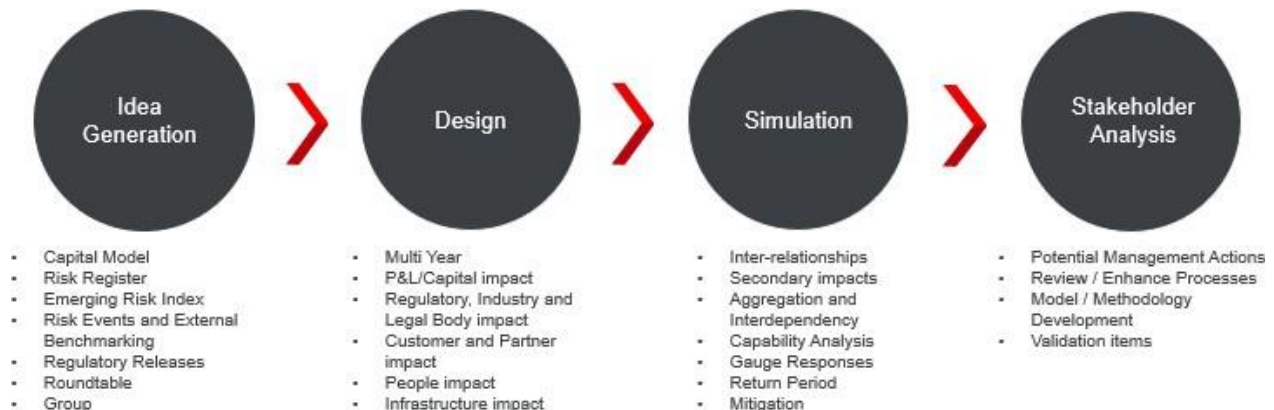 Idea
Generation
Design
Simulation
Stakeholder
Analysis
- Capital Model
- Risk Register
- Emerging Risk Index
- Risk Events and External
Benchmarking
- Regulatory Releases
- Roundtable
- Group
- Multi Year
- P&L/Capital impact
- Regulatory, Industry and
Legal Body impact
- Customer and Partner
impact
- People impact
- Infrastructure impact
- Inter-relationships
- Secondary impacts
- Aggregation and
Interdependency
- Capability Analysis
- Gauge Responses
- Return Period
- Mitigation
- Potential Management Actions
- Review / Enhance Processes
- Model / Methodology
Development
- Validation items